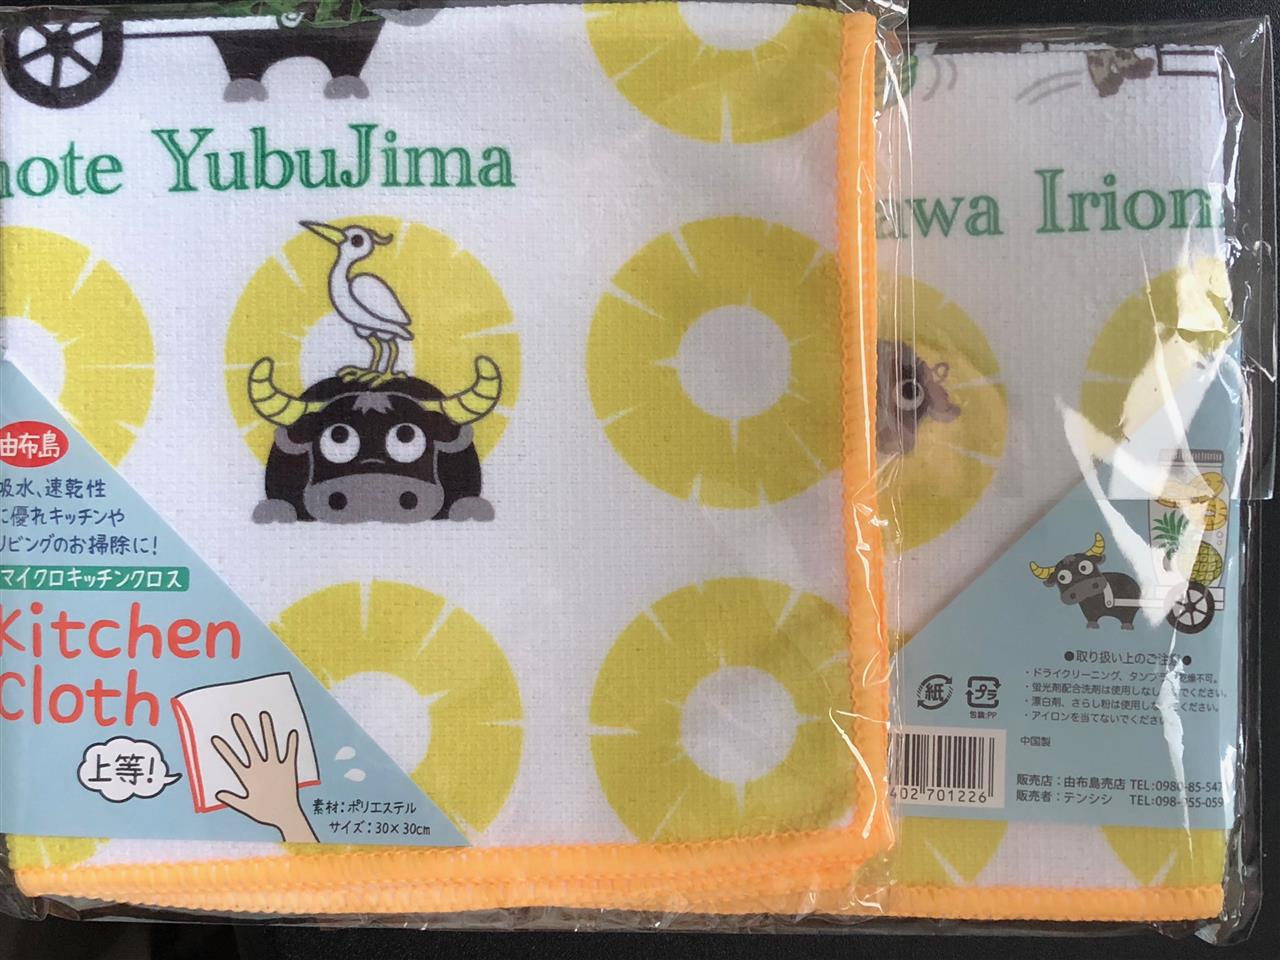 note YubuJima
awa Iriom
由布島
吸水、速乾性
に優れキッチンや
リビングのお掃除に!
マイクロキッチンクロス
Kitchen
Cloth
上等!
素材:ポリエステル
サイズ:30×30cm
●取り扱い上のご注意●
・ドライクリーニング、タンブラー乾燥不可。
・蛍光剤配合洗剤は使用しないでください。
・漂白剤、さらし粉は使用しないでください。
・アイロンを当てないでください。
紙
プラ
包装:PP
中国製
402 701226
販売店:由布島売店 TEL:0980-85-547
販売者:テンシシ TEL:098-955-059